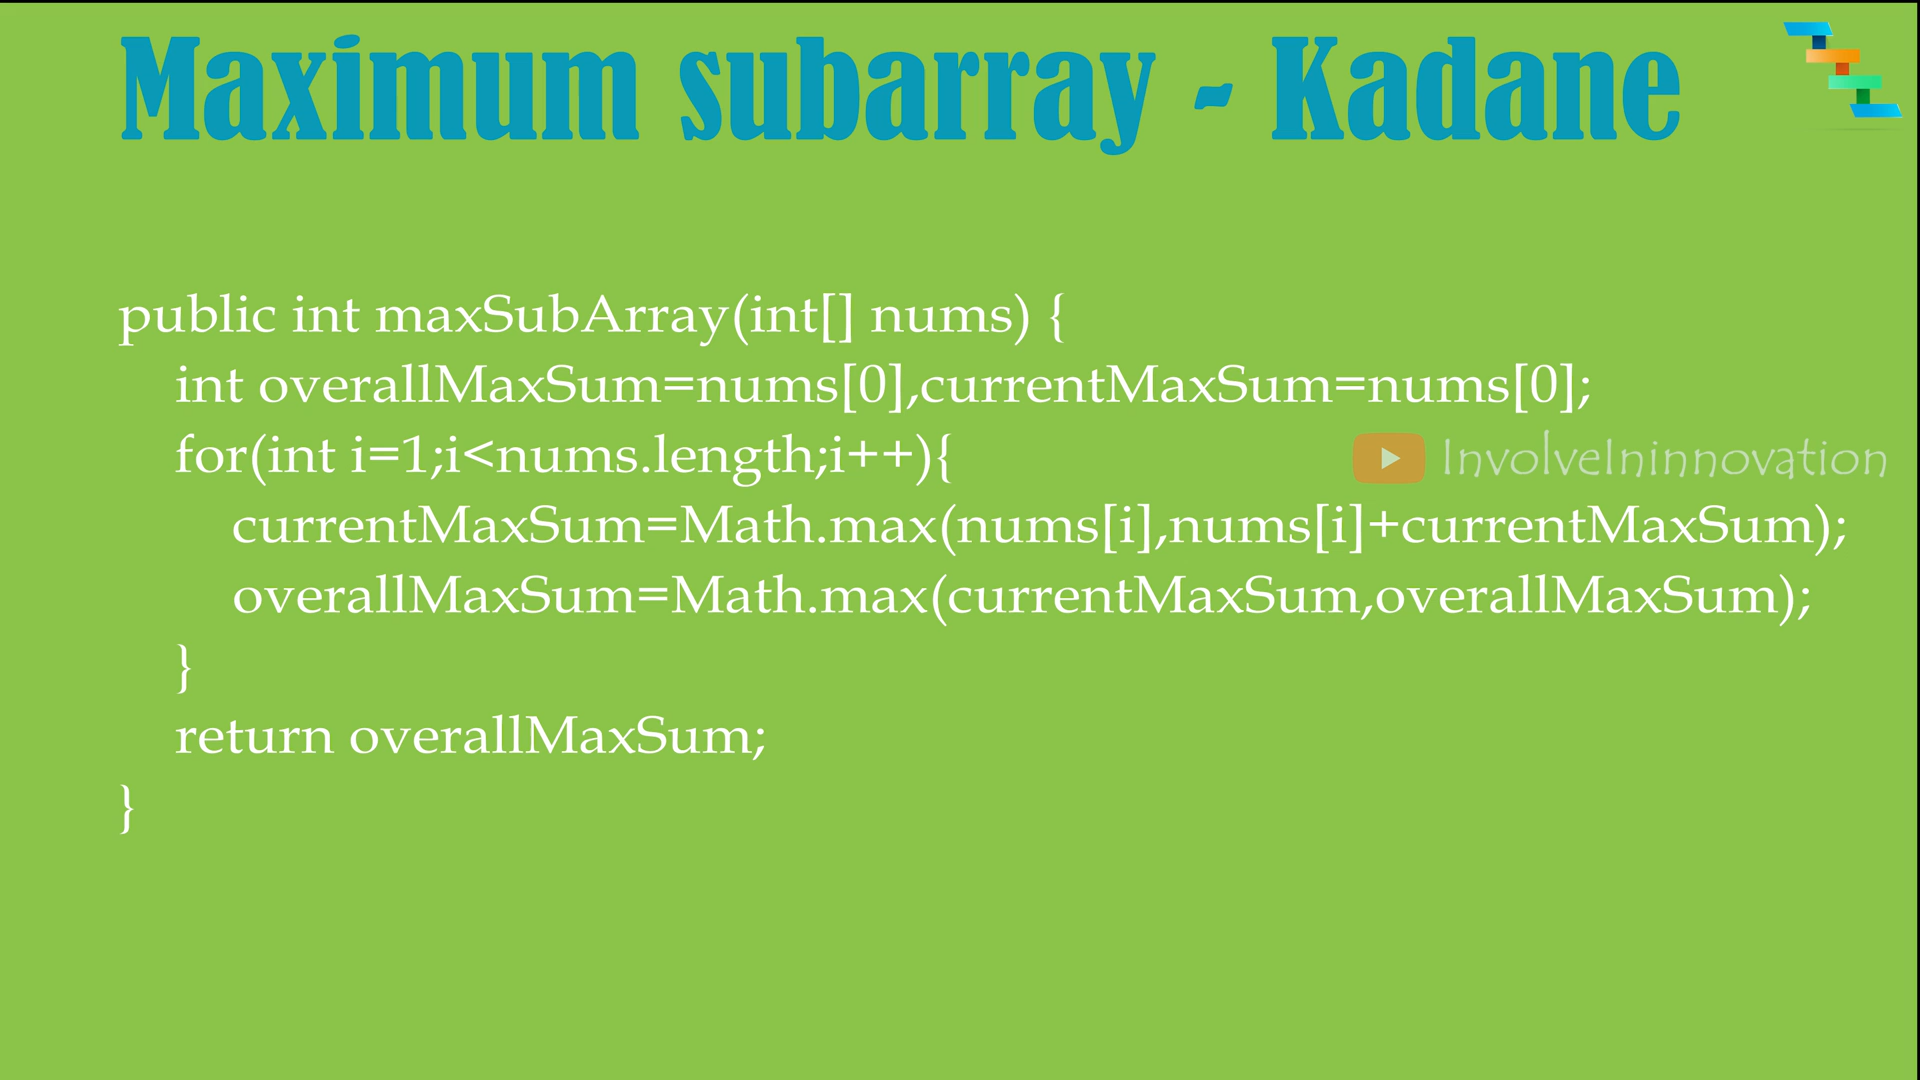 Maximum subarray - Kadane
public int maxSubArray(int[] nums) {
int overallMaxSum=nums[0],currentMaxSum=nums[0];
for(int i=1;i<nums.length;i++){
InvolveIninnovation
currentMaxSum=Math.max(nums[i],nums[i]+currentMaxSum);
overallMaxSum=Math.max(currentMaxSum,overallMaxSum);
}
return overallMaxSum;
}